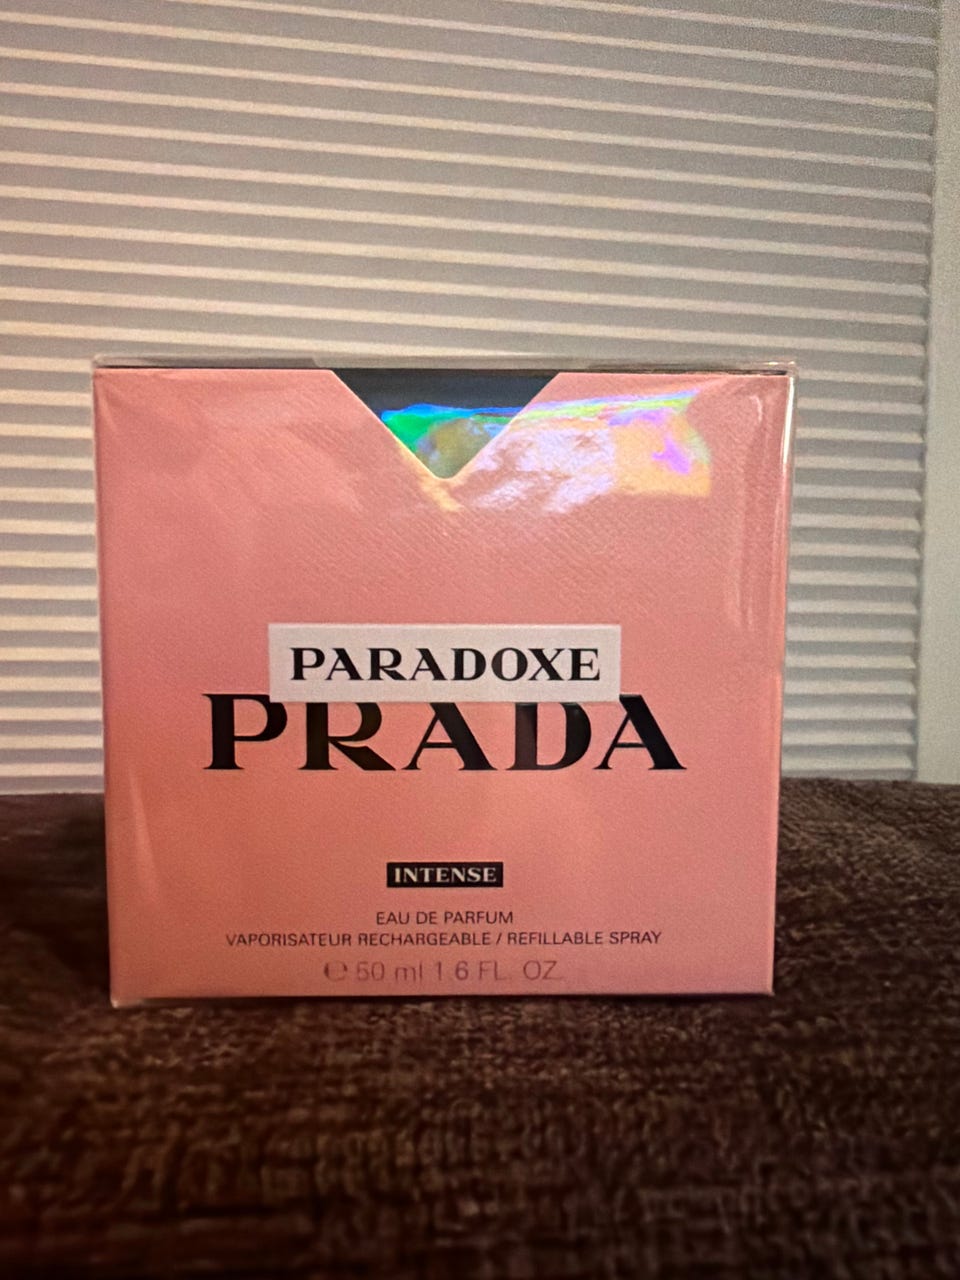 PARADOXE
PRADA
INTENSE
EAU DE PARFUM
VAPORISATEUR RECHARGEABLE / REFILLABLE SPRAY
℮ 50 ml 1.6 FL. OZ.